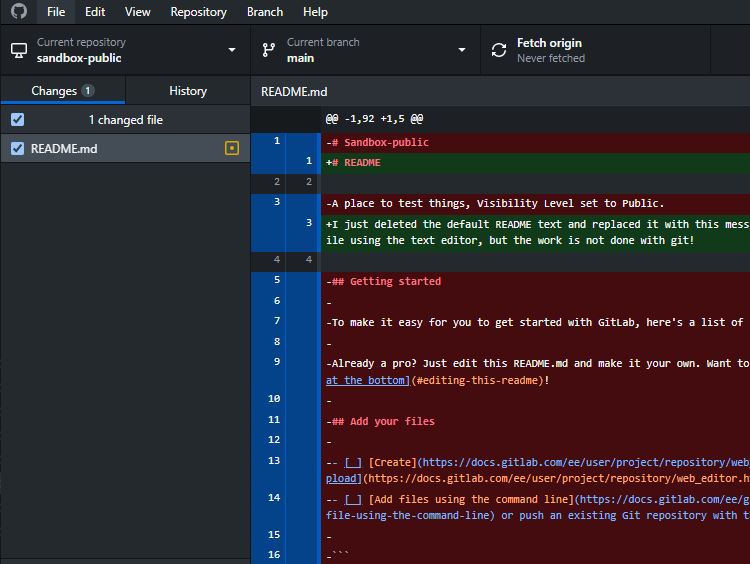 File Edit View Repository Branch Help
Current repository
sandbox-public
Current branch
main
Fetch origin
Never fetched
Changes 1 History
1 changed file
README.md
README.md
@@ -1,92 +1,5 @@
1 -# Sandbox-public
1 +# README
2 2
3 -A place to test things, Visibility Level set to Public.
3 +I just deleted the default README text and replaced it with this mess
ile using the text editor, but the work is not done with git!
4 4
5 -## Getting started
6 -
7 -To make it easy for you to get started with GitLab, here's a list of
8 -
9 -Already a pro? Just edit this README.md and make it your own. Want to
at the bottom](#editing-this-readme)!
10 -
11 -## Add your files
12 -
13 -- [ ] [Create](https://docs.gitlab.com/ee/user/project/repository/web
pload](https://docs.gitlab.com/ee/user/project/repository/web_editor.h
14 -- [ ] [Add files using the command line](https://docs.gitlab.com/ee/g
file-using-the-command-line) or push an existing Git repository with t
15 -
16 -```